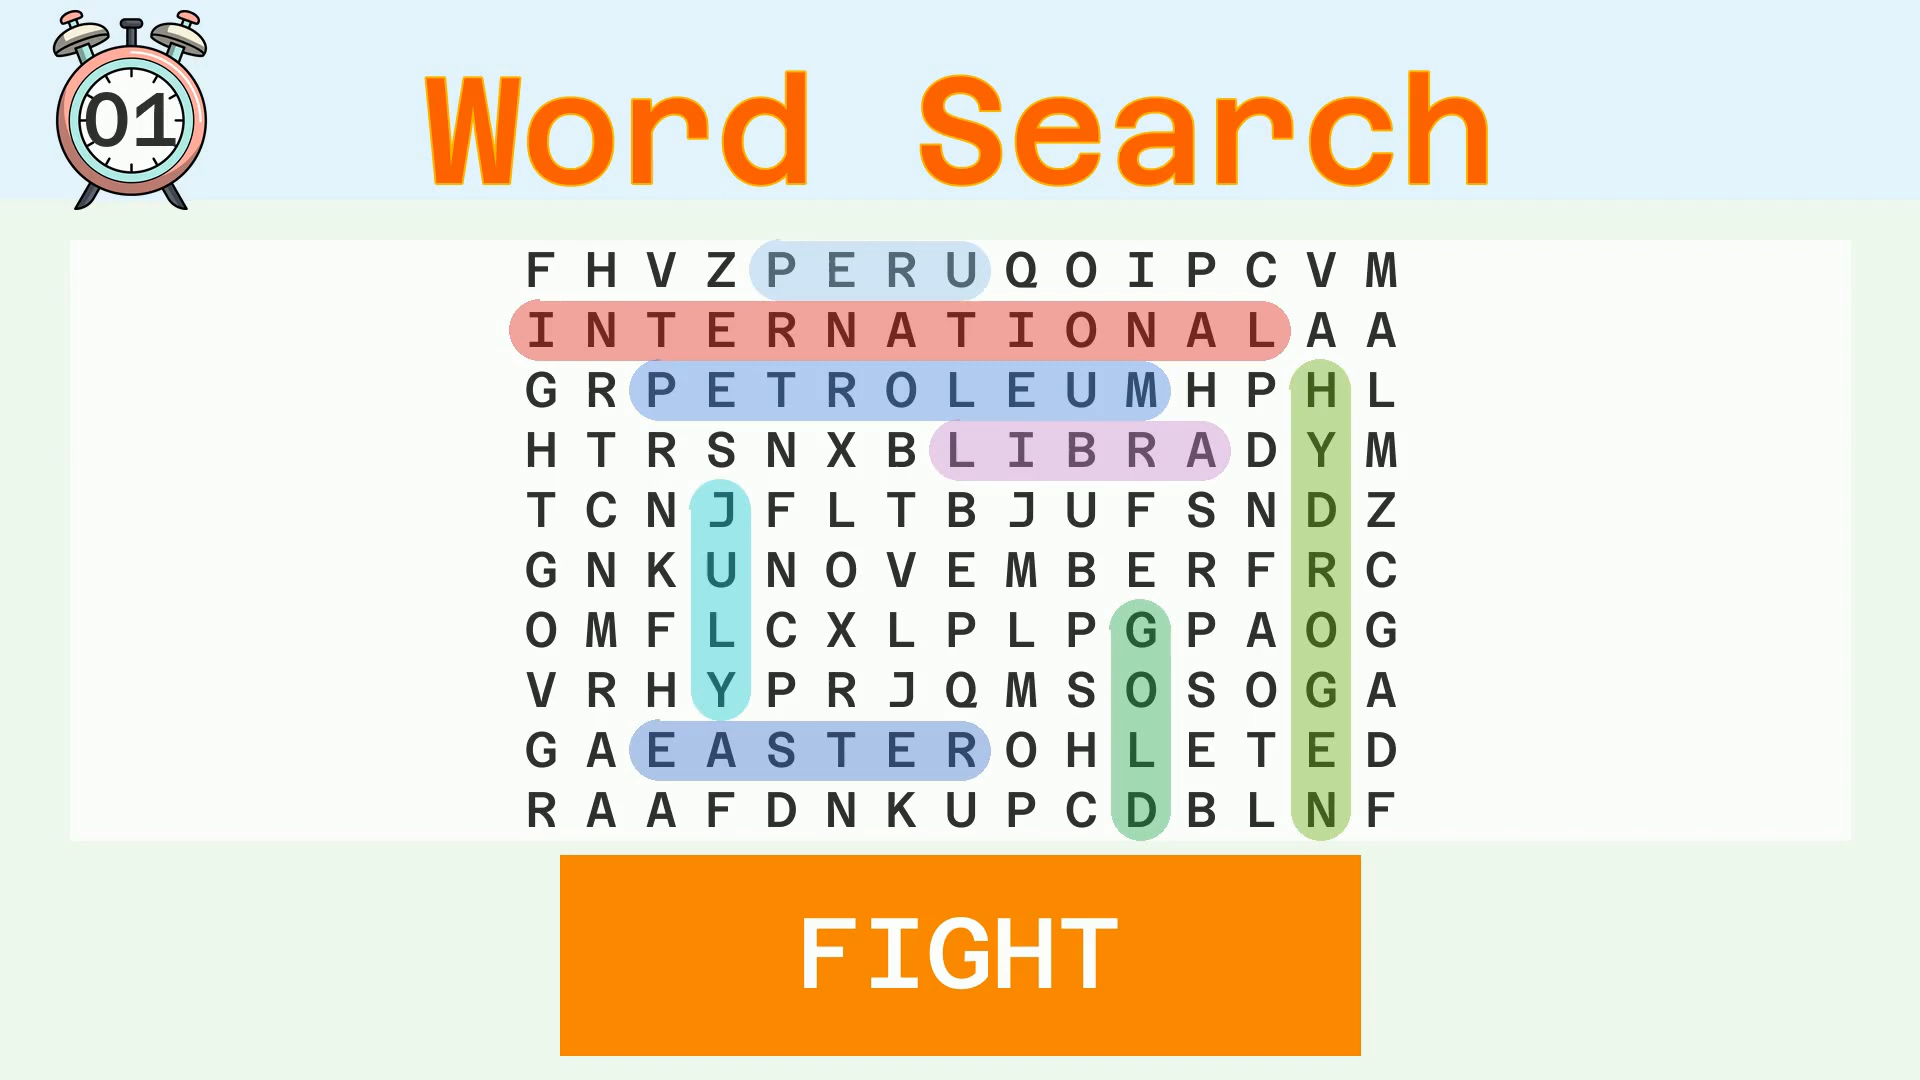 01
Word Search
F H V Z P E R U Q O I P C V M
I N T E R N A T I O N A L A A
G R P E T R O L E U M H P H L
H T R S N X B L I B R A D Y M
T C N J F L T B J U F S N D Z
G N K U N O V E M B E R F R C
O M F L C X L P L P G P A O G
V R H Y P R J Q M S O S O G A
G A E A S T E R O H L E T E D
R A A F D N K U P C D B L N F
FIGHT